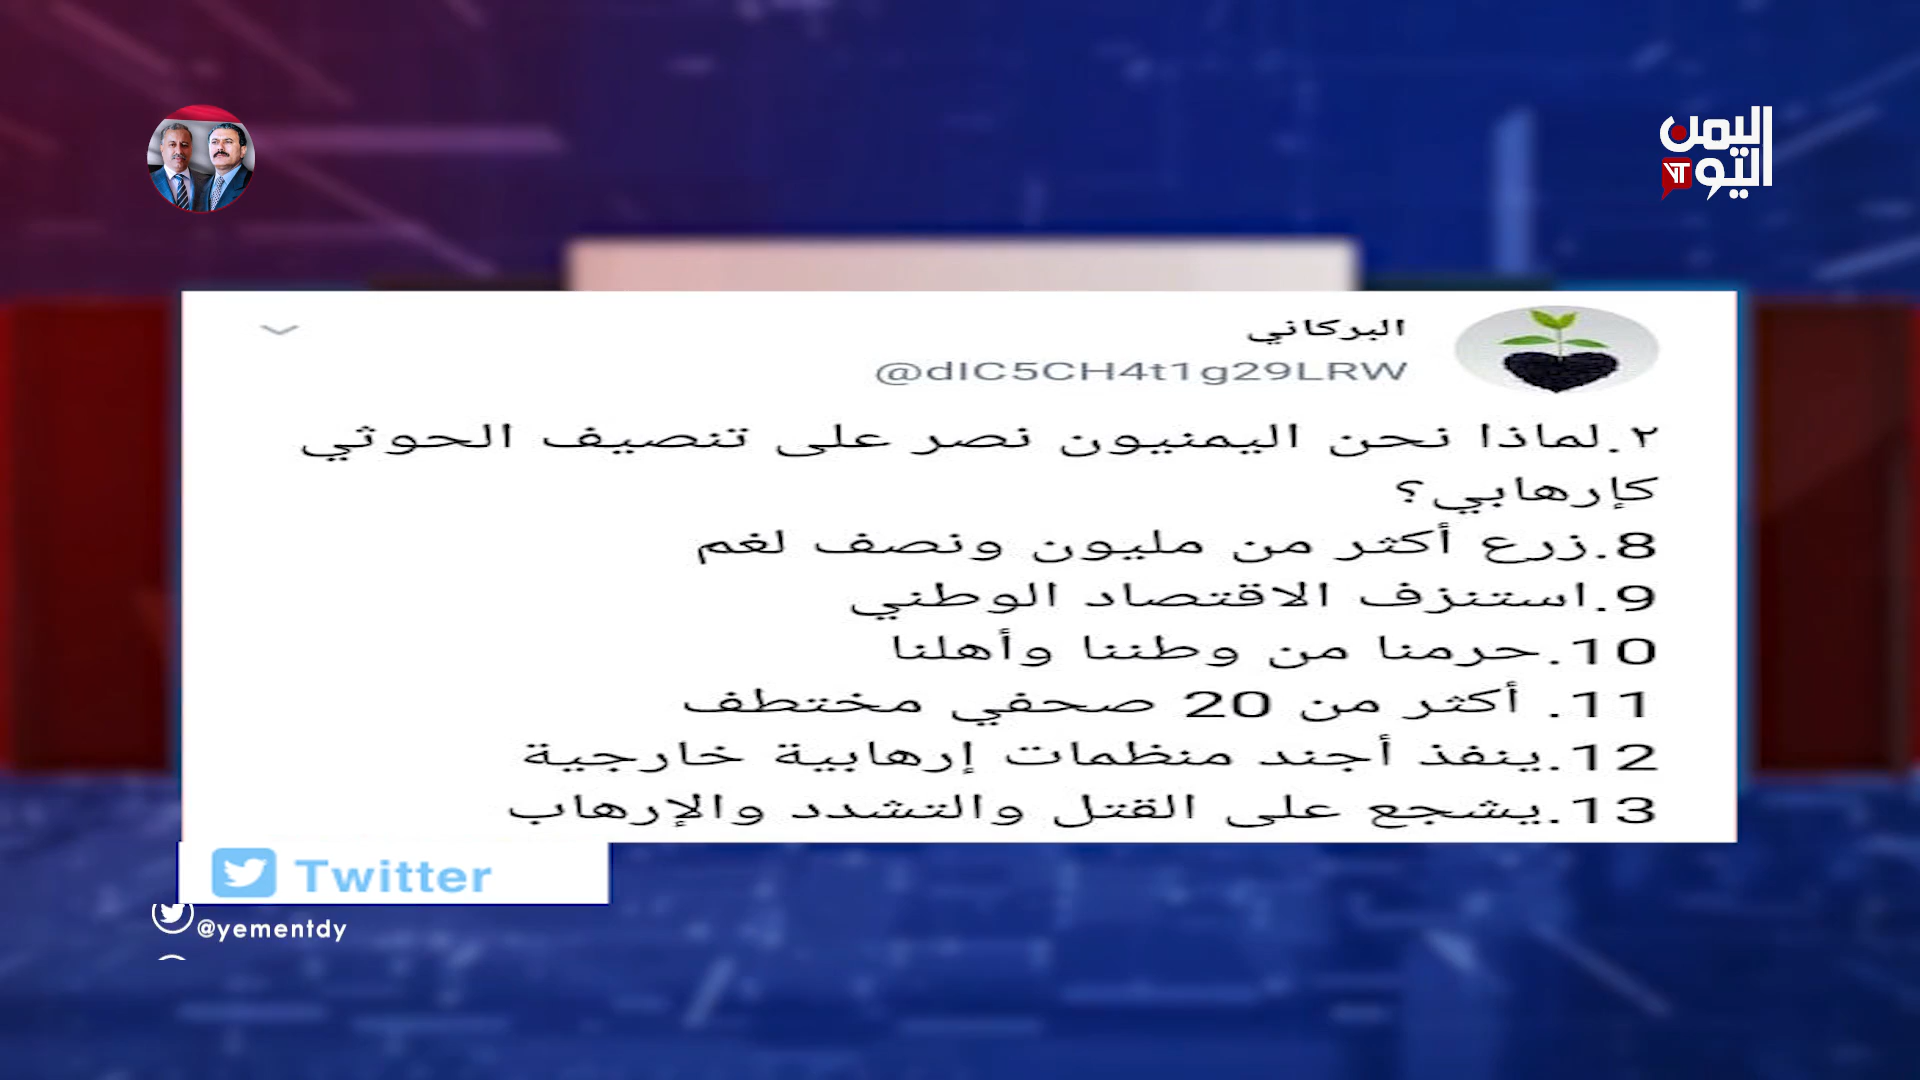 اليمن
اليوم
YT
البركاني
@dIC5CH4t1g29LRW
٢.لماذا نحن اليمنيون نصر على تنصيف الحوثي
كإرهابي؟
8.زرع أكثر من مليون ونصف لغم
9.استنزف الاقتصاد الوطني
10.حرمنا من وطننا وأهلنا
11. أكثر من 20 صحفي مختطف
12.ينفذ أجند منظمات إرهابية خارجية
13.يشجع على القتل والتشدد والإرهاب
Twitter
@yementdy